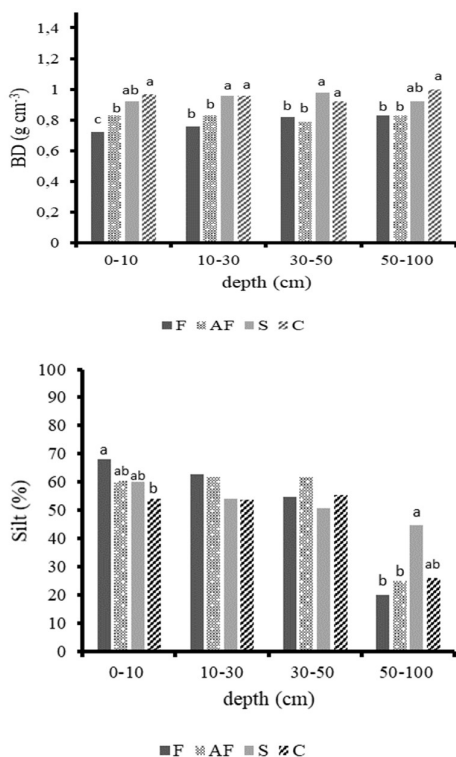 1,4
1,2
1
0,8
0,6
0,4
0,2
0
BD (g cm⁻³)
c b ab a
b b a a
b b a a
b b ab a
0-10 10-30 30-50 50-100
depth (cm)
F AF S C
100
90
80
70
60
50
40
30
20
10
0
Silt (%)
a ab ab b
b b a ab
0-10 10-30 30-50 50-100
depth (cm)
F AF S C